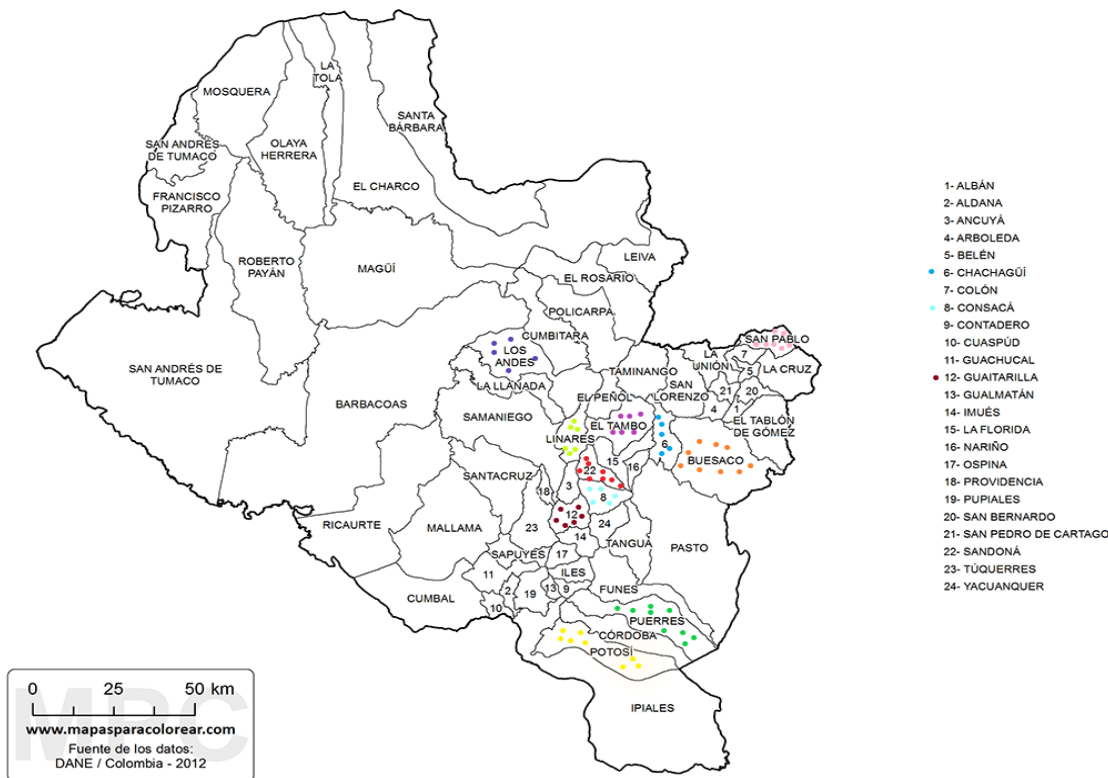 LA
TOLA
MOSQUERA
SANTA
BÁRBARA
SAN ANDRÉS
DE TUMACO
OLAYA
HERRERA
EL CHARCO
FRANCISCO
PIZARRO
ROBERTO
PAYÁN
MAGÜÍ
LEIVA
EL ROSARIO
POLICARPA
CUMBITARA
SAN PABLO
LOS
ANDES
LA
UNIÓN
7
5
LA CRUZ
SAN ANDRÉS DE
TUMACO
LA LLANADA
TAMINANGO
SAN
LORENZO
21
20
BARBACOAS
EL PEÑOL
4
1
SAMANIEGO
EL TAMBO
EL TABLÓN
DE GÓMEZ
LINARES
6
BUESACO
SANTACRUZ
22
15
16
18
3
8
RICAURTE
MALLAMA
23
12
24
14
TANGUA
PASTO
SAPUYES
17
11
ILES
CUMBAL
2
19
13
9
FUNES
10
PUERRES
CÓRDOBA
POTOSÍ
IPIALES
1- ALBÁN
2- ALDANA
3- ANCUYÁ
4- ARBOLEDA
5- BELÉN
6- CHACHAGÜÍ
7- COLÓN
8- CONSACÁ
9- CONTADERO
10- CUASPÚD
11- GUACHUCAL
12- GUAITARILLA
13- GUALMATÁN
14- IMUÉS
15- LA FLORIDA
16- NARIÑO
17- OSPINA
18- PROVIDENCIA
19- PUPIALES
20- SAN BERNARDO
21- SAN PEDRO DE CARTAGO
22- SANDONÁ
23- TÚQUERRES
24- YACUANQUER
0 25 50 km
MPC
www.mapasparacolorear.com
Fuente de los datos:
DANE / Colombia - 2012